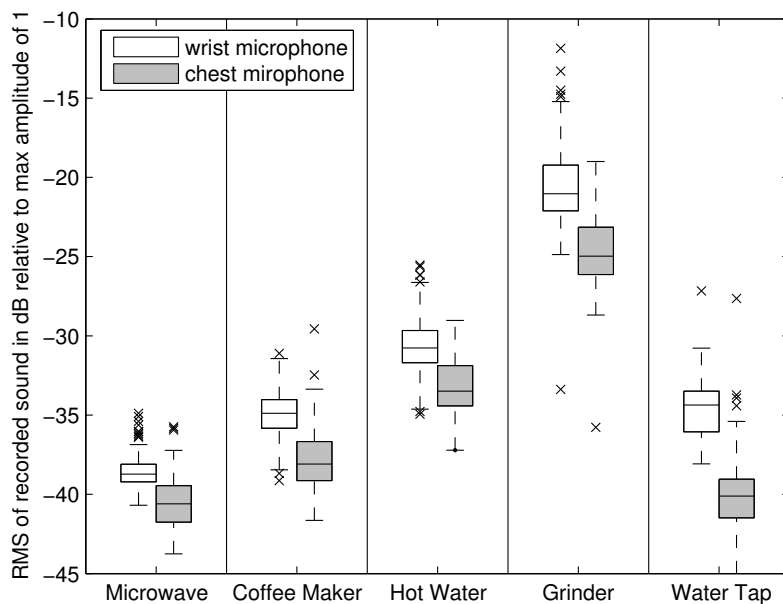 RMS of recorded sound in dB relative to max amplitude of 1
−10
−15
−20
−25
−30
−35
−40
−45
wrist microphone
chest mirophone
Microwave
Coffee Maker
Hot Water
Grinder
Water Tap